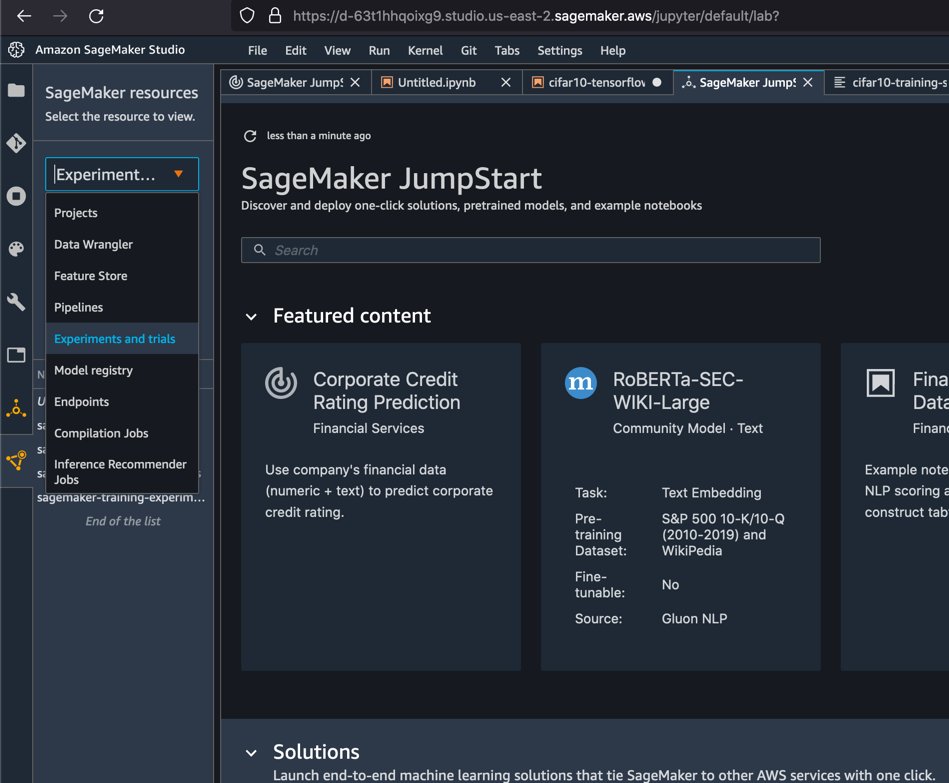 https://d-63t1hhqoixg9.studio.us-east-2.sagemaker.aws/jupyter/default/lab?
Amazon SageMaker Studio
File Edit View Run Kernel Git Tabs Settings Help
SageMaker JumpS
Untitled.ipynb
cifar10-tensorflow
SageMaker JumpS
cifar10-training-s
SageMaker resources
Select the resource to view.
Experiment...
Projects
Data Wrangler
Feature Store
Pipelines
Experiments and trials
Model registry
Endpoints
Compilation Jobs
Inference Recommender
Jobs
sagemaker-training-experim...
End of the list
less than a minute ago
SageMaker JumpStart
Discover and deploy one-click solutions, pretrained models, and example notebooks
Search
Featured content
Corporate Credit
Rating Prediction
Financial Services
Use company's financial data
(numeric + text) to predict corporate
credit rating.
RoBERTa-SEC-
WIKI-Large
Community Model · Text
Task: Text Embedding
Pre-
training
Dataset:
S&P 500 10-K/10-Q
(2010-2019) and
WikiPedia
Fine-
tunable:
No
Source: Gluon NLP
Fina
Data
Financ
Example note
NLP scoring a
construct tab
Solutions
Launch end-to-end machine learning solutions that tie SageMaker to other AWS services with one click.